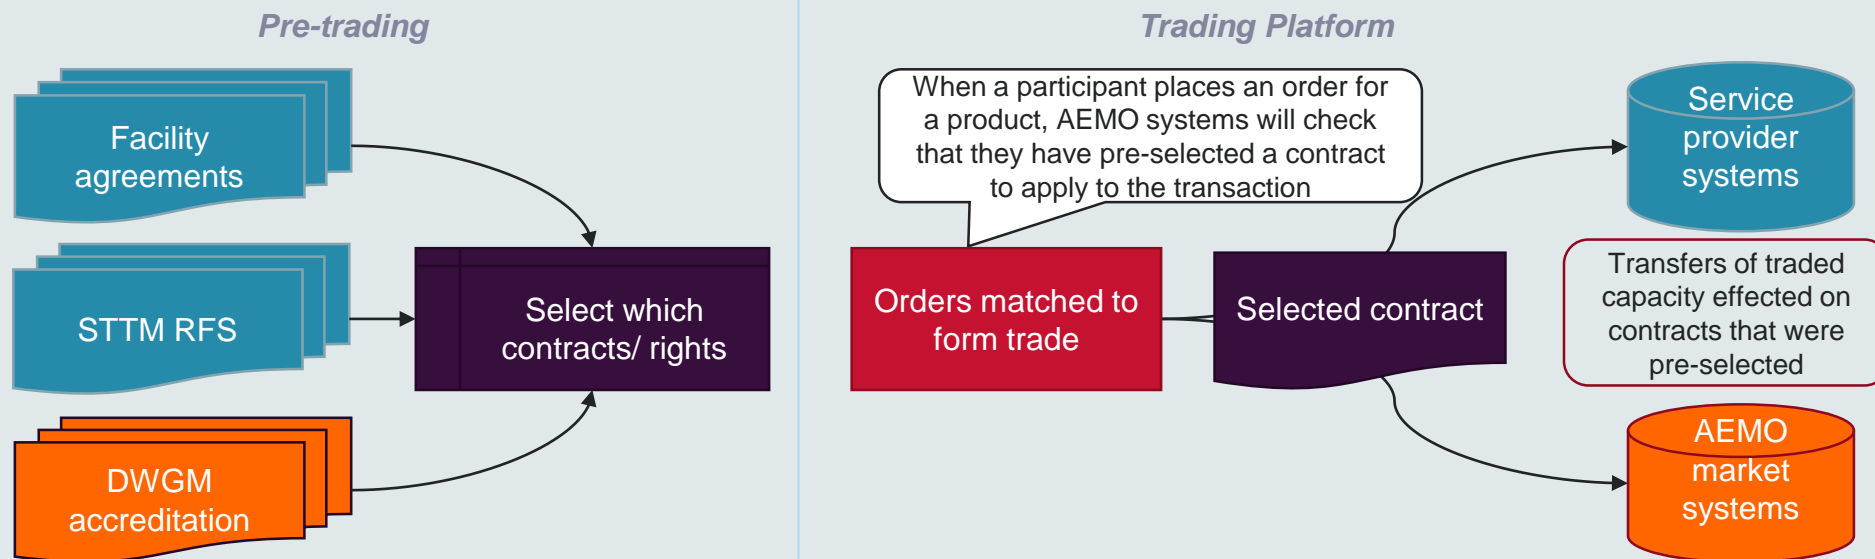 Pre-trading
Facility
agreements
STTM RFS
DWGM
accreditation
Select which
contracts/ rights
Trading Platform
When a participant places an order for
a product, AEMO systems will check
that they have pre-selected a contract
to apply to the transaction
Orders matched to
form trade
Selected contract
Service
provider
systems
Transfers of traded
capacity effected on
contracts that were
pre-selected
AEMO
market
systems